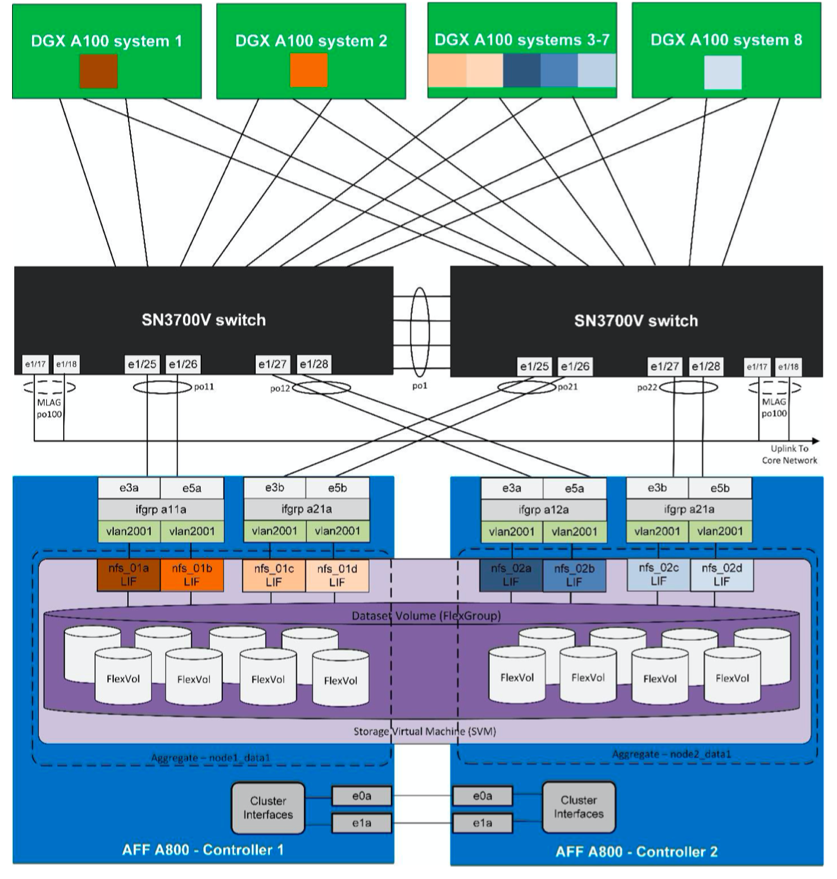 DGX A100 system 1
DGX A100 system 2
DGX A100 systems 3-7
DGX A100 system 8
SN3700V switch
SN3700V switch
e1/17 e1/18 e1/25 e1/26 e1/27 e1/28
e1/25 e1/26 e1/27 e1/28 e1/17 e1/18
MLAG
po100
po11
po12
po1
po21
po22
MLAG
po100
Uplink To
Core Network
e3a e5a e3b e5b
ifgrp a11a ifgrp a21a
vlan2001 vlan2001 vlan2001 vlan2001
e3a e5a e3b e5b
ifgrp a12a ifgrp a21a
vlan2001 vlan2001 vlan2001 vlan2001
nfs_01a nfs_01b nfs_01c nfs_01d
LIF LIF LIF LIF
nfs_02a nfs_02b nfs_02c nfs_02d
LIF LIF LIF LIF
Dataset Volume (FlexGroup)
FlexVol FlexVol FlexVol FlexVol
FlexVol FlexVol FlexVol FlexVol
Storage Virtual Machine (SVM)
Aggregate – node1_data1
Aggregate – node2_data1
Cluster
Interfaces
e0a
e1a
e0a
e1a
Cluster
Interfaces
AFF A800 - Controller 1
AFF A800 - Controller 2